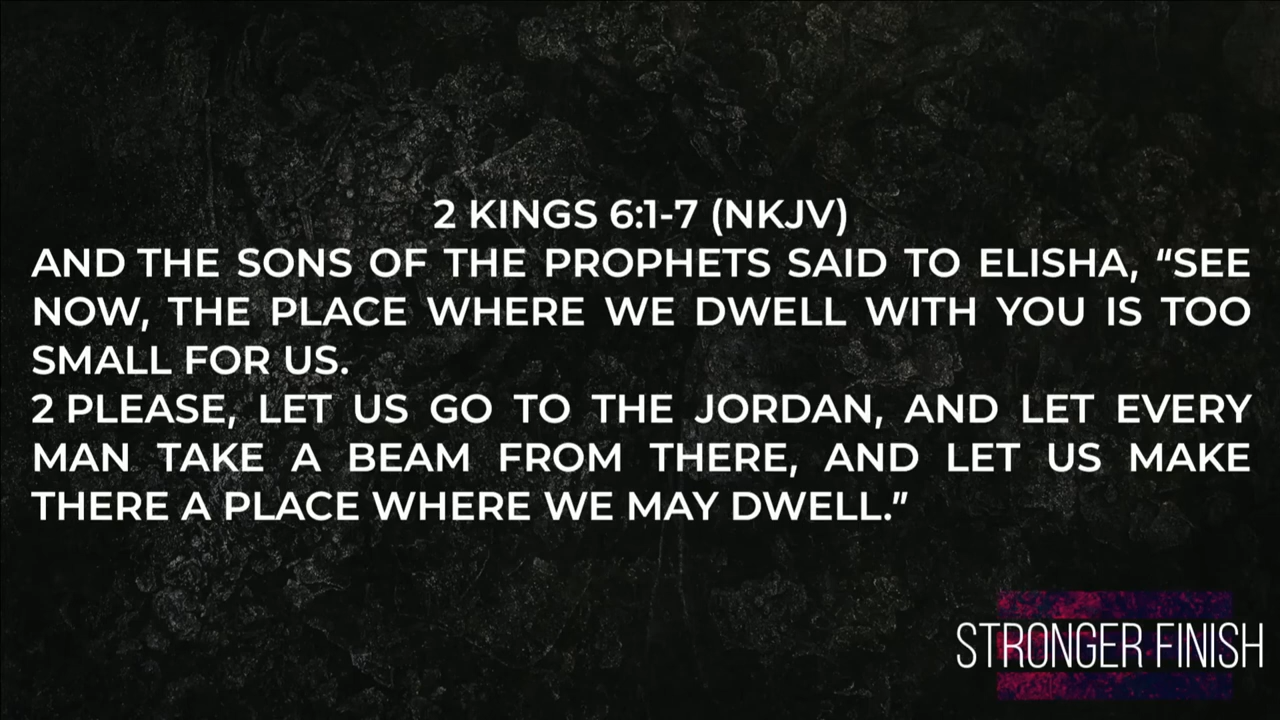 2 KINGS 6:1-7 (NKJV)
AND THE SONS OF THE PROPHETS SAID TO ELISHA, “SEE
NOW, THE PLACE WHERE WE DWELL WITH YOU IS TOO
SMALL FOR US.
2 PLEASE, LET US GO TO THE JORDAN, AND LET EVERY
MAN TAKE A BEAM FROM THERE, AND LET US MAKE
THERE A PLACE WHERE WE MAY DWELL.”
STRONGER FINISH